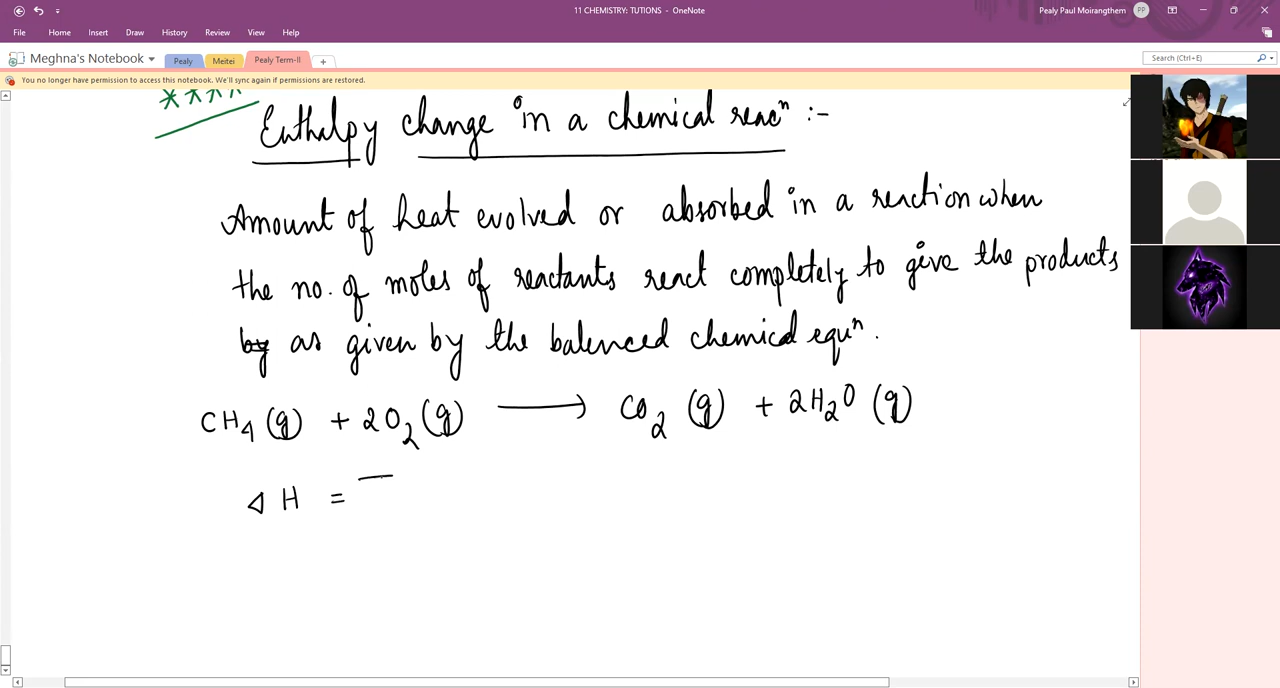 11 CHEMISTRY: TUTIONS - OneNote
Pealy Paul Moirangthem PP
File Home Insert Draw History Review View Help
Meghna's Notebook Pealy Meitei Pealy Term-II
Search (Ctrl+E)
You no longer have permission to access this notebook. We'll sync again if permissions are restored.
****
Enthalpy change in a chemical reacⁿ :-
Amount of heat evolved or absorbed in a reaction when
the no. of moles of reactants react completely to give the products
by as given by the balenced chemical equⁿ.
CH₄ (g) + 2O₂ (g) ⟶ CO₂ (g) + 2H₂O (g)
△ H =